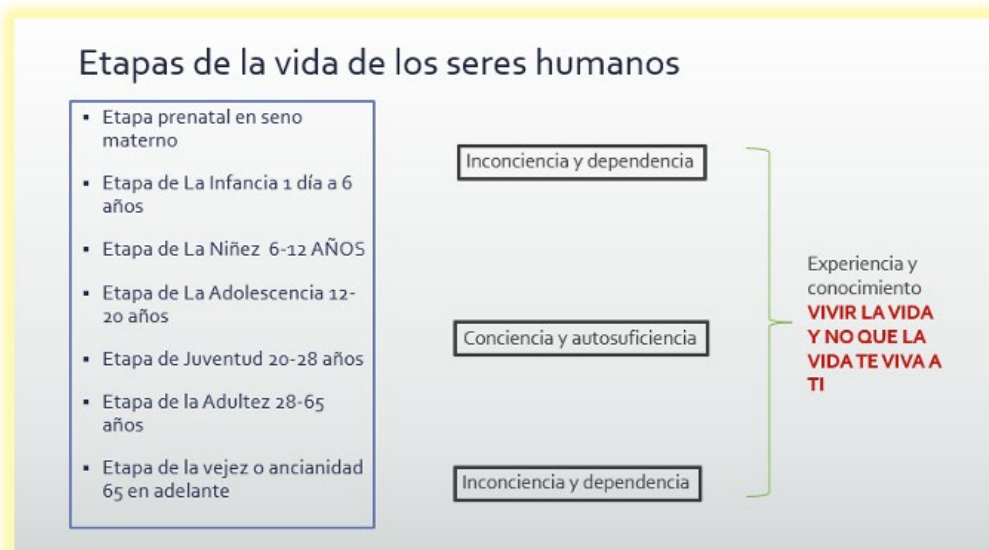 Etapas de la vida de los seres humanos
▪ Etapa prenatal en seno
materno
▪ Etapa de La Infancia 1 día a 6
años
▪ Etapa de La Niñez 6-12 AÑOS
▪ Etapa de La Adolescencia 12-
20 años
▪ Etapa de Juventud 20-28 años
▪ Etapa de la Adultez 28-65
años
▪ Etapa de la vejez o ancianidad
65 en adelante
Inconciencia y dependencia
Conciencia y autosuficiencia
Inconciencia y dependencia
Experiencia y
conocimiento
VIVIR LA VIDA
Y NO QUE LA
VIDA TE VIVA A
TI